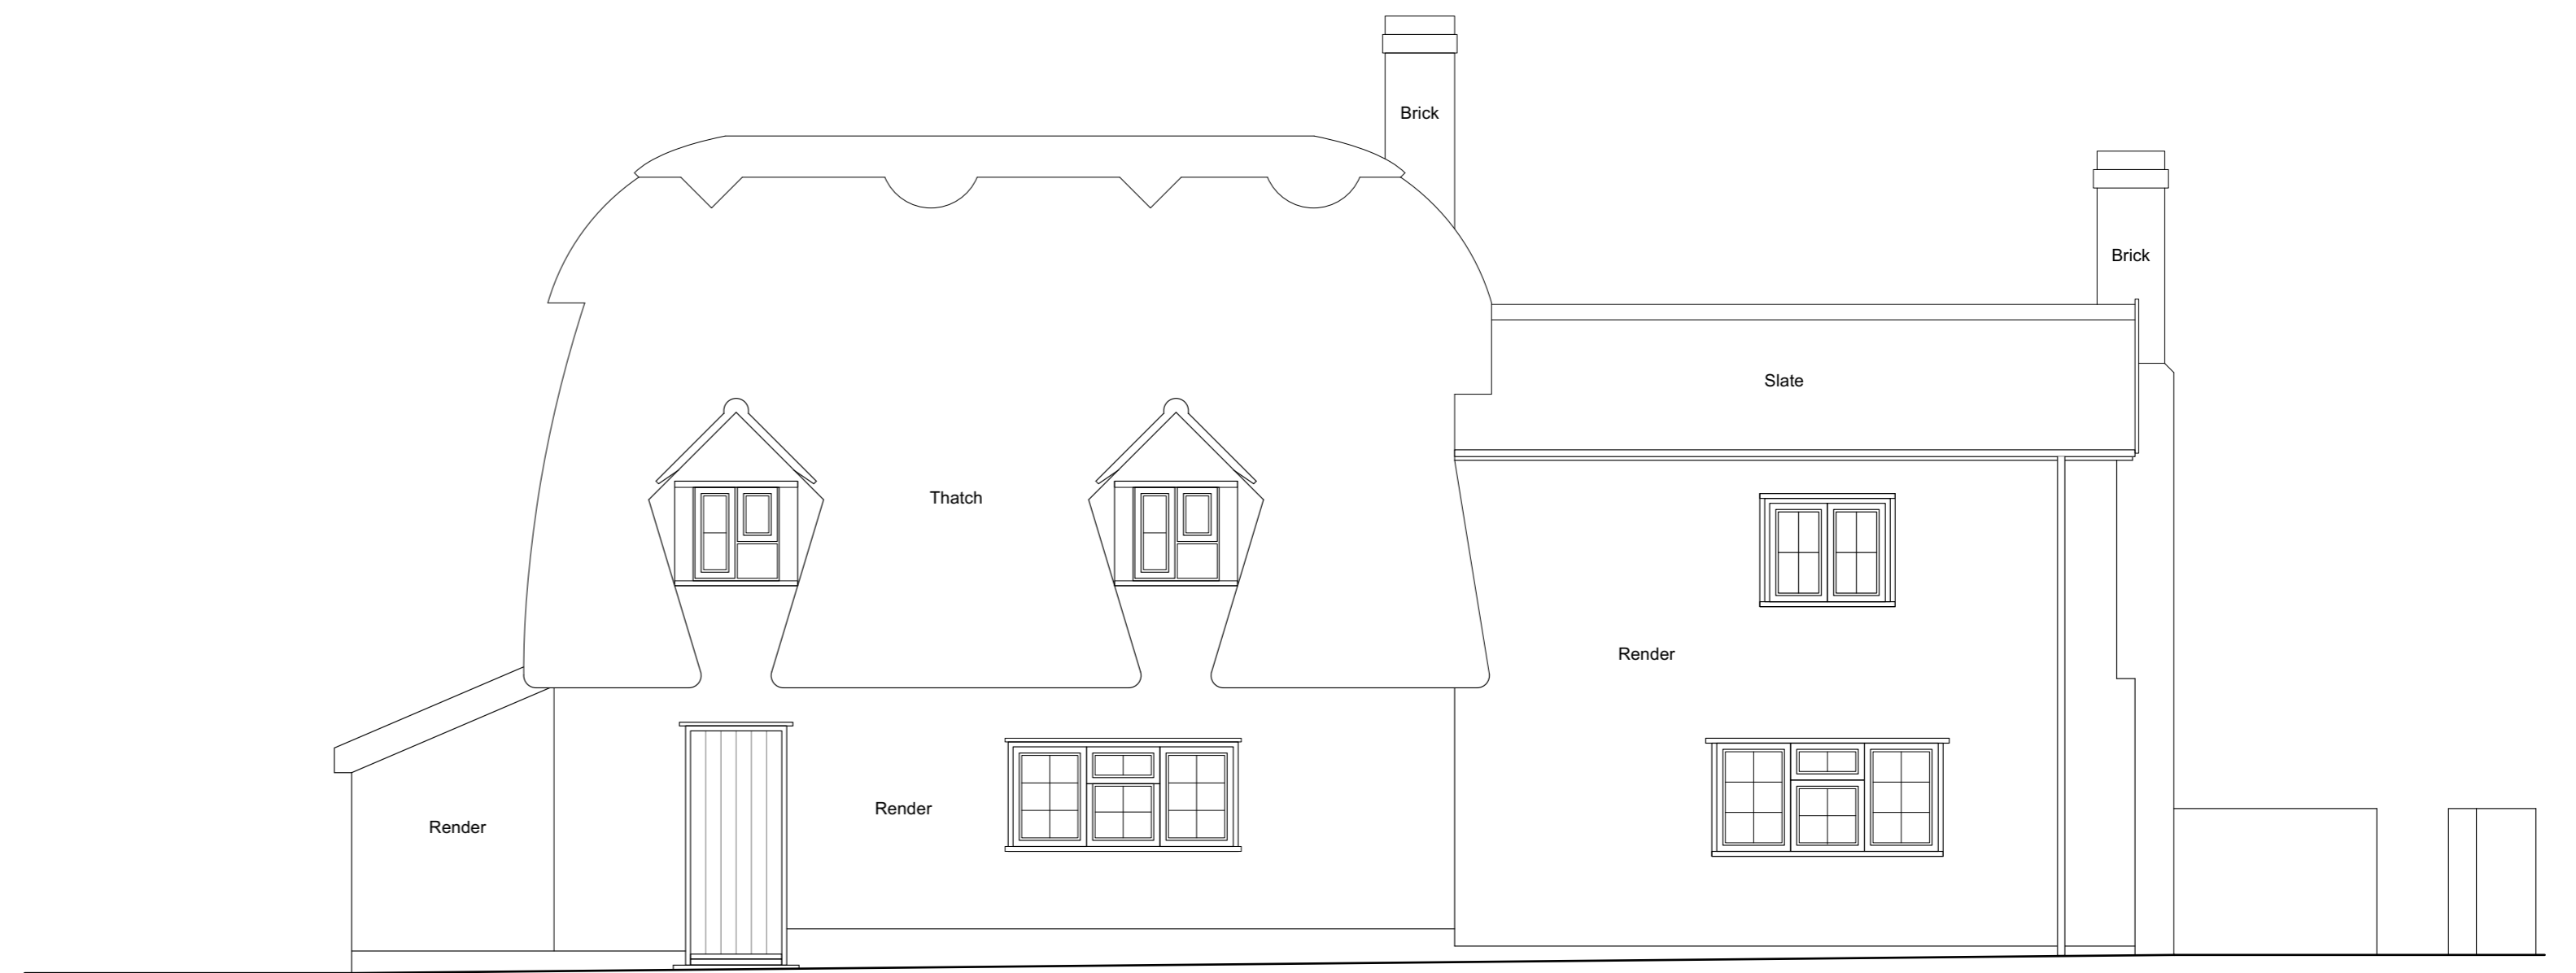 Brick
Brick
Slate
Thatch
Render
Render
Render